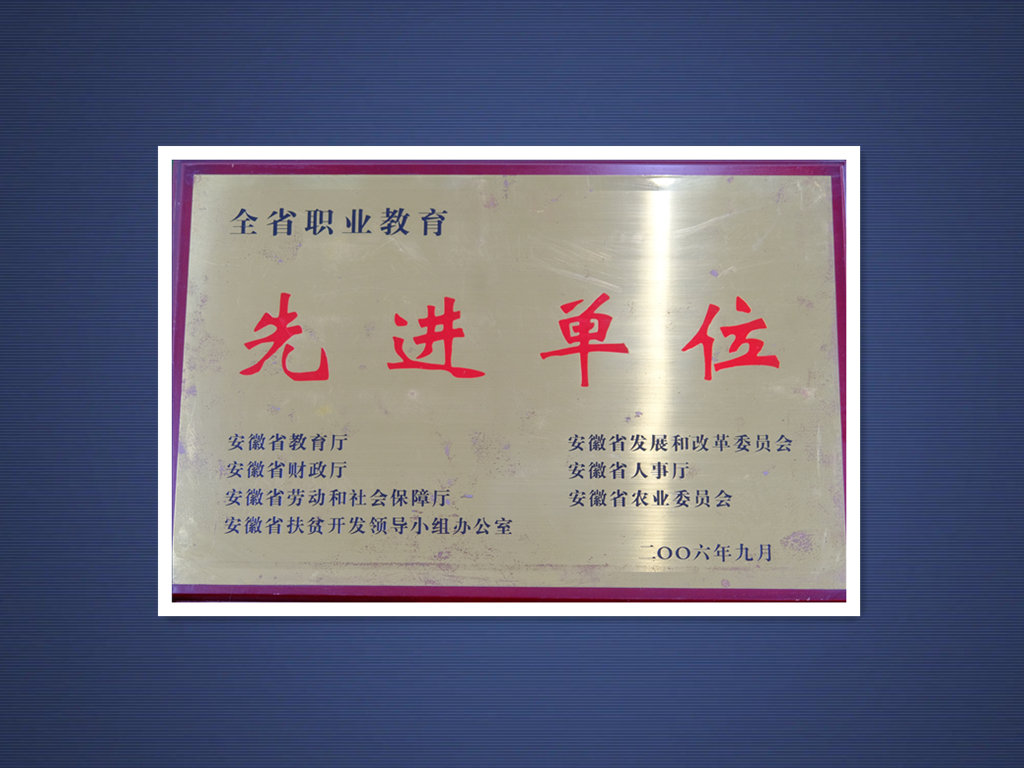 全省职业教育
先进单位
安徽省教育厅
安徽省发展和改革委员会
安徽省财政厅
安徽省人事厅
安徽省劳动和社会保障厅
安徽省农业委员会
安徽省扶贫开发领导小组办公室
二〇〇六年九月